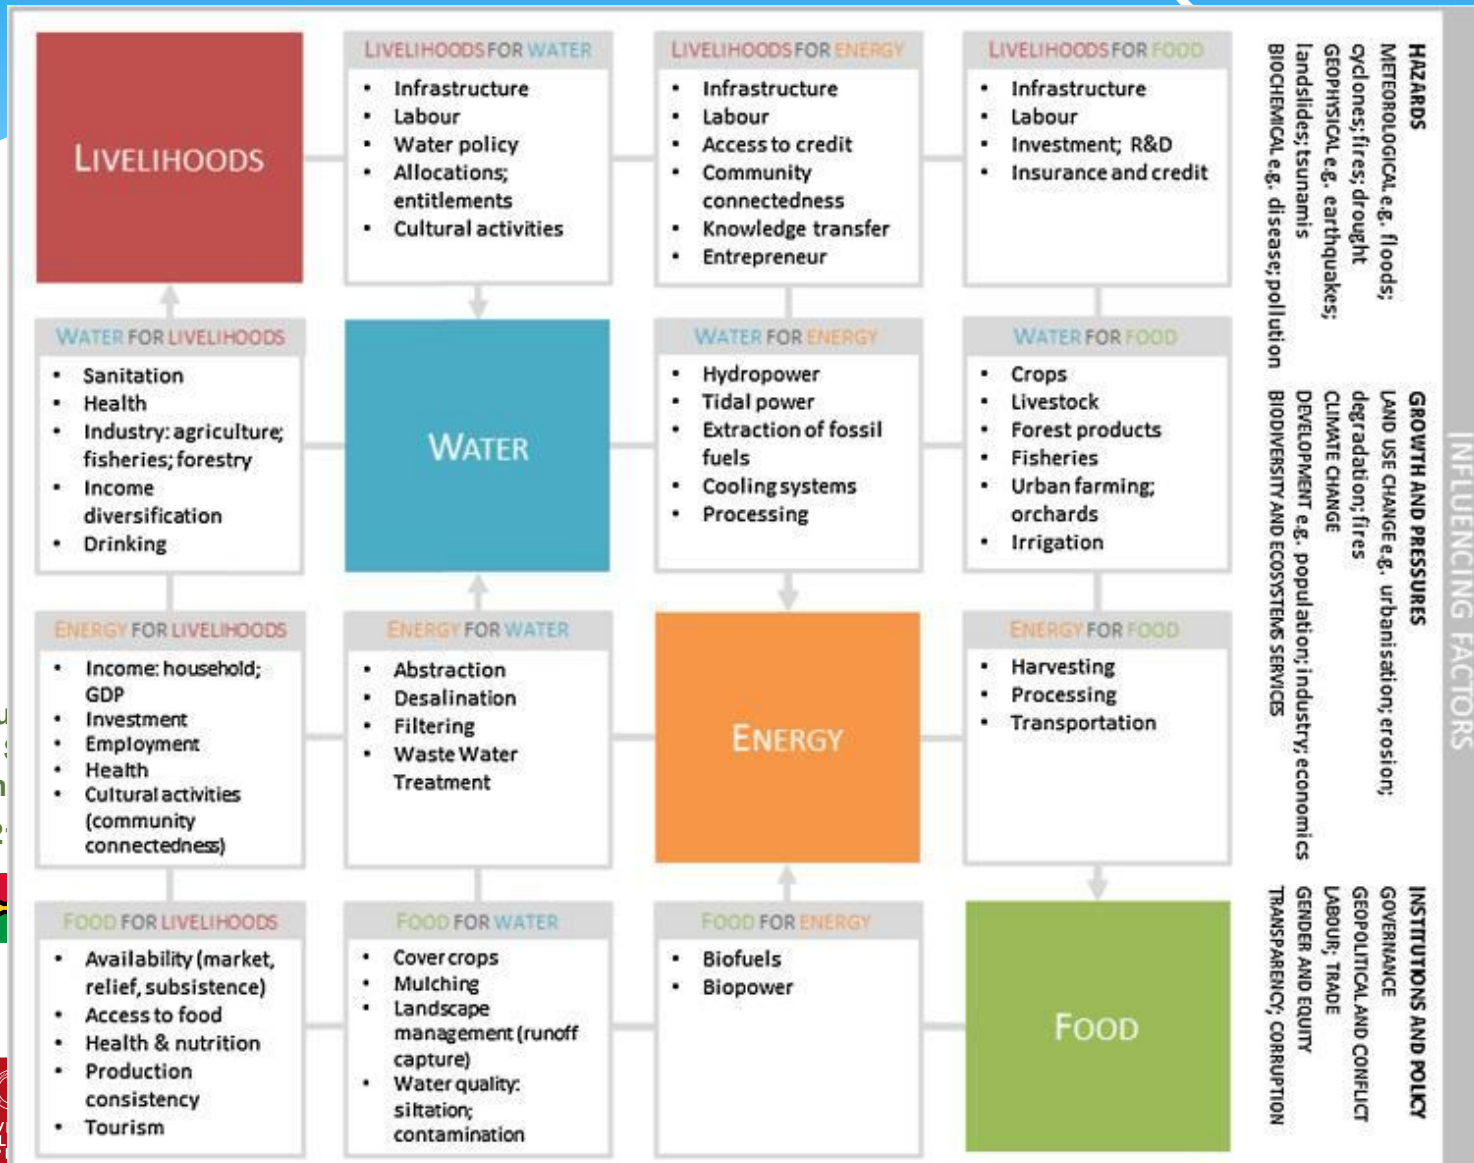 LIVELIHOODS
LIVELIHOODS FOR WATER
• Infrastructure
• Labour
• Water policy
• Allocations;
entitlements
• Cultural activities
LIVELIHOODS FOR ENERGY
• Infrastructure
• Labour
• Access to credit
• Community
connectedness
• Knowledge transfer
• Entrepreneur
LIVELIHOODS FOR FOOD
• Infrastructure
• Labour
• Investment; R&D
• Insurance and credit
WATER FOR LIVELIHOODS
• Sanitation
• Health
• Industry: agriculture;
fisheries; forestry
• Income
diversification
• Drinking
WATER
WATER FOR ENERGY
• Hydropower
• Tidal power
• Extraction of fossil
fuels
• Cooling systems
• Processing
WATER FOR FOOD
• Crops
• Livestock
• Forest products
• Fisheries
• Urban farming;
orchards
• Irrigation
ENERGY FOR LIVELIHOODS
• Income: household;
GDP
• Investment
• Employment
• Health
• Cultural activities
(community
connectedness)
ENERGY FOR WATER
• Abstraction
• Desalination
• Filtering
• Waste Water
Treatment
ENERGY
ENERGY FOR FOOD
• Harvesting
• Processing
• Transportation
FOOD FOR LIVELIHOODS
• Availability (market,
relief, subsistence)
• Access to food
• Health & nutrition
• Production
consistency
• Tourism
FOOD FOR WATER
• Cover crops
• Mulching
• Landscape
management (runoff
capture)
• Water quality:
siltation;
contamination
FOOD FOR ENERGY
• Biofuels
• Biopower
FOOD
HAZARDS
METEOROLOGICAL e.g. floods;
cyclones; fires; drought
GEOPHYSICAL e.g. earthquakes;
landslides; tsunamis
BIOCHEMICAL e.g. disease; pollution
GROWTH AND PRESSURES
LAND USE CHANGE e.g. urbanisation; erosion;
degradation; fires
CLIMATE CHANGE
DEVELOPMENT e.g. population; industry; economics
BIODIVERSITY AND ECOSYSTEMS SERVICES
INSTITUTIONS AND POLICY
GOVERNANCE
GEOPOLITICAL AND CONFLICT
LABOUR; TRADE
GENDER AND EQUITY
TRANSPARENCY; CORRUPTION
INFLUENCING FACTORS